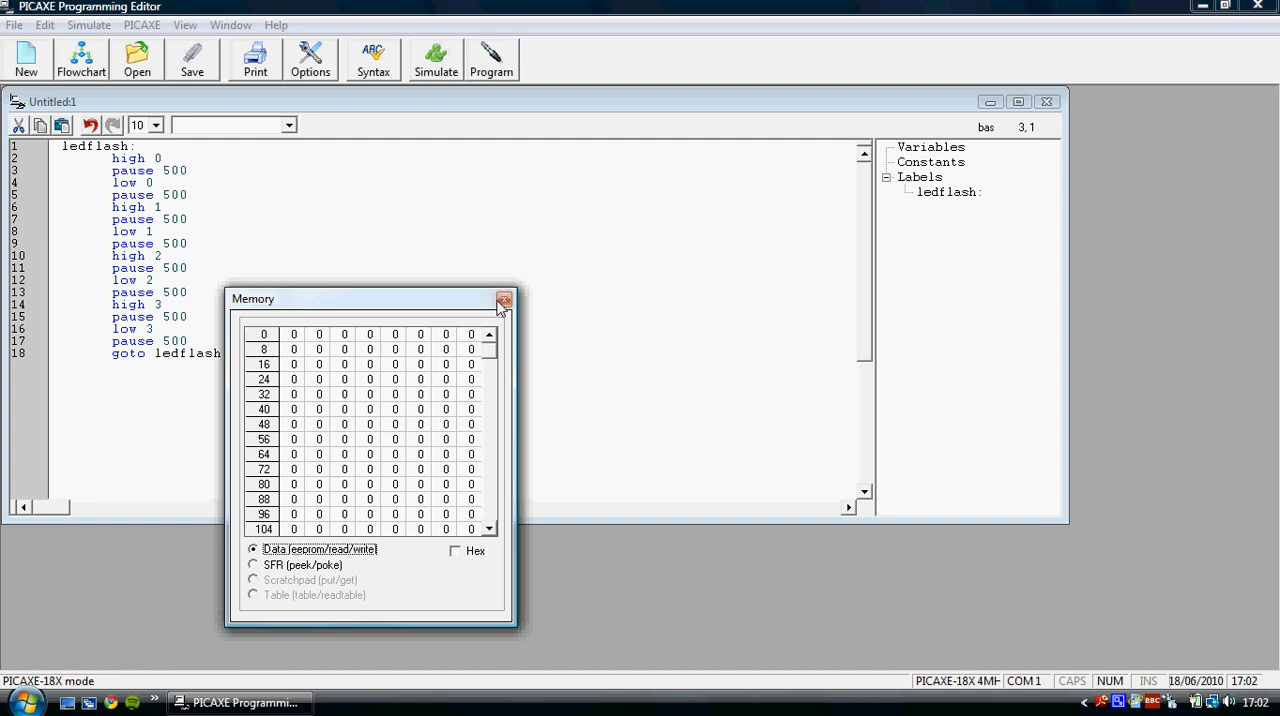 PICAXE Programming Editor
File Edit Simulate PICAXE View Window Help
New Flowchart Open Save Print Options ABC Syntax Simulate Program
Untitled:1
10
bas 3, 1
1 ledflash:
2 high 0
3 pause 500
4 low 0
5 pause 500
6 high 1
7 pause 500
8 low 1
9 pause 500
10 high 2
11 pause 500
12 low 2
13 pause 500
14 high 3
15 pause 500
16 low 3
17 pause 500
18 goto ledflash
Variables
Constants
Labels
ledflash:
Memory
0 0 0 0 0 0 0 0 0
8 0 0 0 0 0 0 0 0
16 0 0 0 0 0 0 0 0
24 0 0 0 0 0 0 0 0
32 0 0 0 0 0 0 0 0
40 0 0 0 0 0 0 0 0
48 0 0 0 0 0 0 0 0
56 0 0 0 0 0 0 0 0
64 0 0 0 0 0 0 0 0
72 0 0 0 0 0 0 0 0
80 0 0 0 0 0 0 0 0
88 0 0 0 0 0 0 0 0
96 0 0 0 0 0 0 0 0
104 0 0 0 0 0 0 0 0
Data (eeprom/read/write) Hex
SFR (peek/poke)
Scratchpad (put/get)
Table (table/readtable)
PICAXE-18X mode PICAXE-18X 4MH COM 1 CAPS NUM INS 18/06/2010 17:02
PICAXE Programmi... BBC 17:02